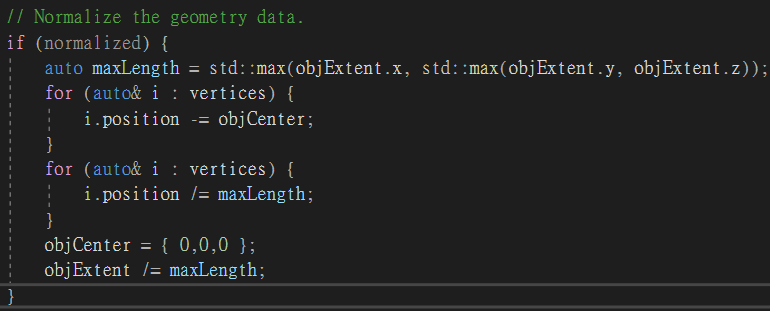 // Normalize the geometry data.
if (normalized) {
auto maxLength = std::max(objExtent.x, std::max(objExtent.y, objExtent.z));
for (auto& i : vertices) {
i.position -= objCenter;
}
for (auto& i : vertices) {
i.position /= maxLength;
}
objCenter = { 0,0,0 };
objExtent /= maxLength;
}